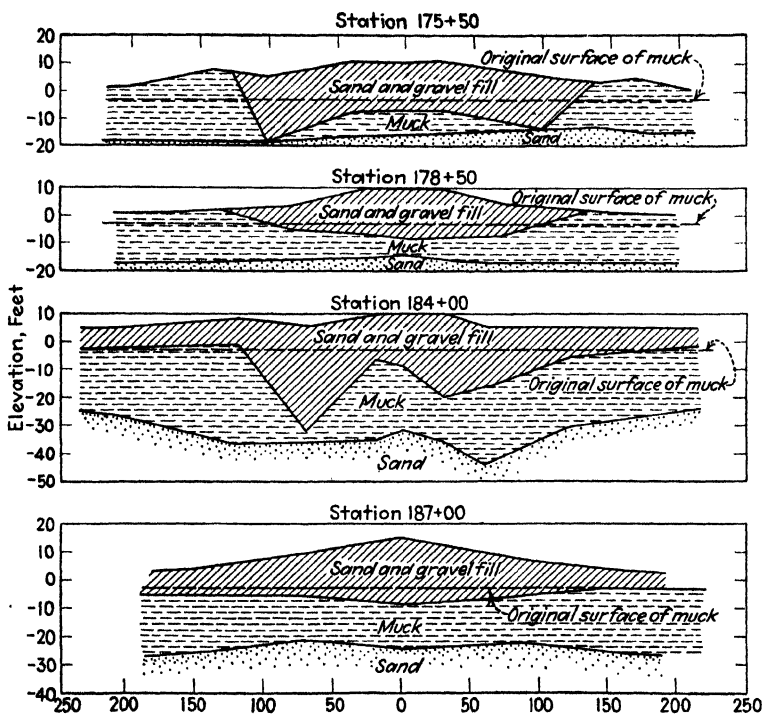 Station 175+50
20
10
0
-10
-20
Original surface of muck
Sand and gravel fill
Muck
Sand
Station 178+50
10
0
-10
-20
Original surface of muck
Sand and gravel fill
Muck
Sand
Station 184+00
10
0
-10
-20
-30
-40
-50
Sand and gravel fill
Original surface of muck
Muck
Sand
Elevation, Feet
Station 187+00
20
10
0
-10
-20
-30
-40
Sand and gravel fill
Original surface of muck
Muck
Sand
250 200 150 100 50 0 50 100 150 200 250